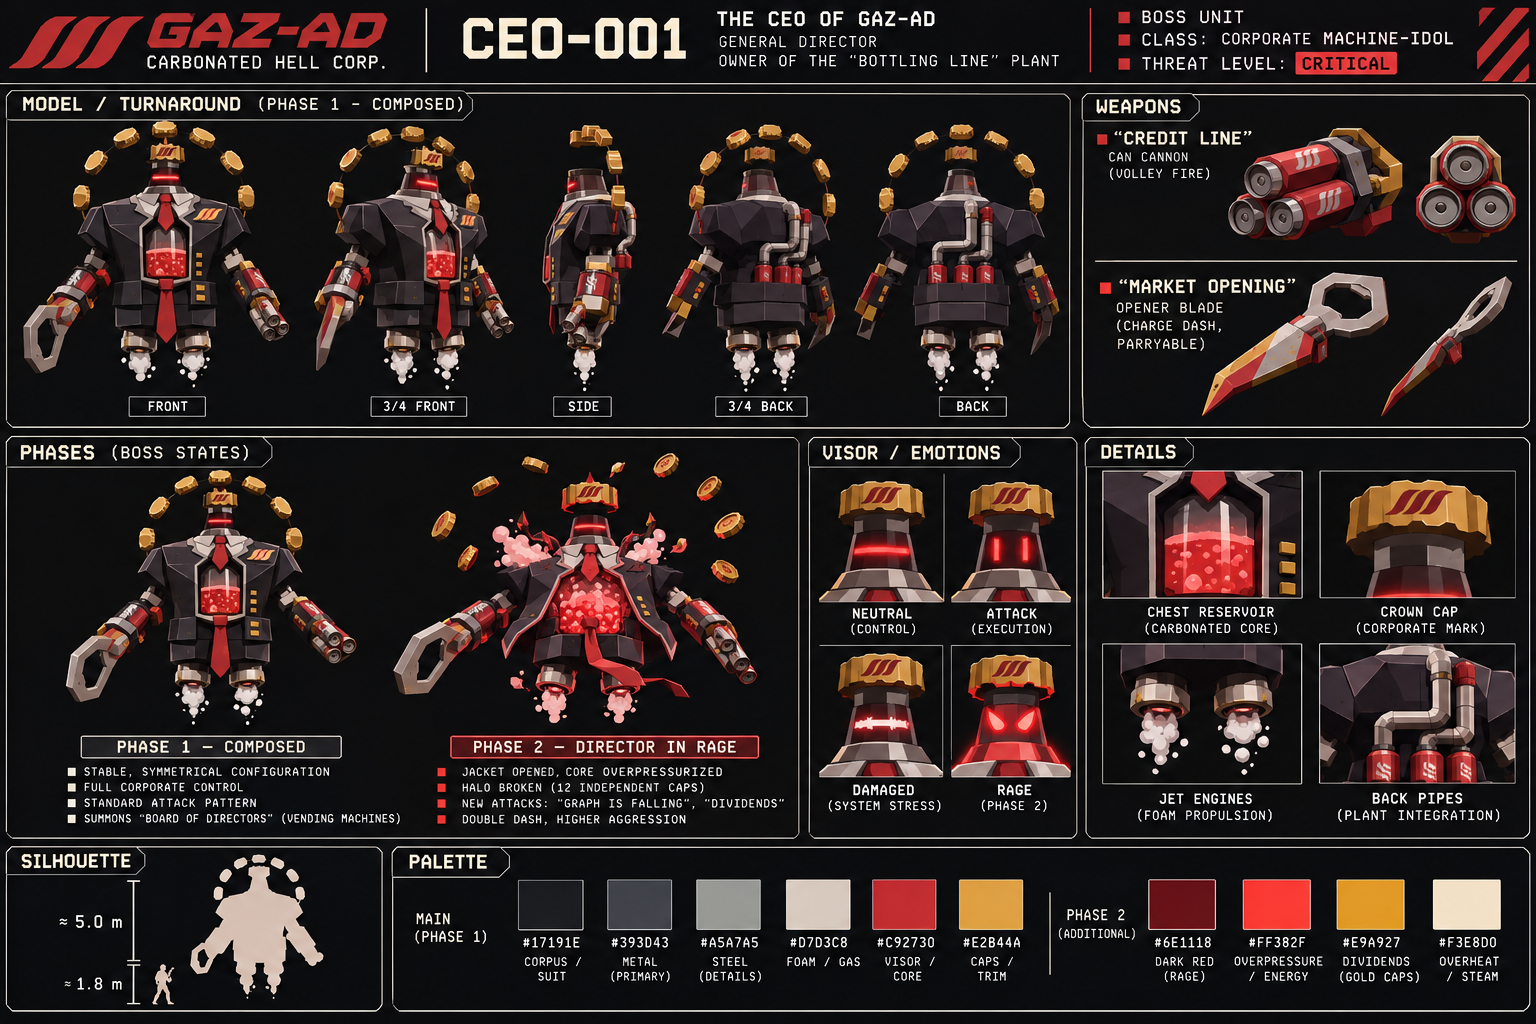 GAZ-AD
CARBONATED HELL CORP.
CEO-001
THE CEO OF GAZ-AD
GENERAL DIRECTOR
OWNER OF THE "BOTTLING LINE" PLANT
BOSS UNIT
CLASS: CORPORATE MACHINE-IDOL
THREAT LEVEL: CRITICAL
MODEL / TURNAROUND (PHASE 1 - COMPOSED)
FRONT
3/4 FRONT
SIDE
3/4 BACK
BACK
WEAPONS
"CREDIT LINE"
CAN CANNON
(VOLLEY FIRE)
"MARKET OPENING"
OPENER BLADE
(CHARGE DASH,
PARRYABLE)
PHASES (BOSS STATES)
PHASE 1 — COMPOSED
STABLE, SYMMETRICAL CONFIGURATION
FULL CORPORATE CONTROL
STANDARD ATTACK PATTERN
SUMMONS "BOARD OF DIRECTORS" (VENDING MACHINES)
PHASE 2 — DIRECTOR IN RAGE
JACKET OPENED, CORE OVERPRESSURIZED
HALO BROKEN (12 INDEPENDENT CAPS)
NEW ATTACKS: "GRAPH IS FALLING", "DIVIDENDS"
DOUBLE DASH, HIGHER AGGRESSION
VISOR / EMOTIONS
NEUTRAL
(CONTROL)
ATTACK
(EXECUTION)
DAMAGED
(SYSTEM STRESS)
RAGE
(PHASE 2)
DETAILS
CHEST RESERVOIR
(CARBONATED CORE)
CROWN CAP
(CORPORATE MARK)
JET ENGINES
(FOAM PROPULSION)
BACK PIPES
(PLANT INTEGRATION)
SILHOUETTE
≈ 5.0 m
≈ 1.8 m
PALETTE
MAIN
(PHASE 1)
#17191E
CORPUS /
SUIT
#393D43
METAL
(PRIMARY)
#A5A7A5
STEEL
(DETAILS)
#D7D3C8
FOAM / GAS
#C92730
VISOR /
CORE
#E2B44A
CAPS /
TRIM
PHASE 2
(ADDITIONAL)
#6E1118
DARK RED
(RAGE)
#FF382F
OVERPRESSURE
/ ENERGY
#E9A927
DIVIDENDS
(GOLD CAPS)
#F3E8D0
OVERHEAT
/ STEAM